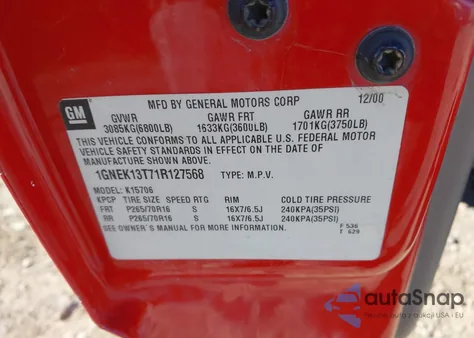 GM
MFD BY GENERAL MOTORS CORP 12/00
GVWR GAWR FRT GAWR RR
3085KG(6800LB) 1633KG(3600LB) 1701KG(3750LB)
THIS VEHICLE CONFORMS TO ALL APPLICABLE U.S. FEDERAL MOTOR
VEHICLE SAFETY STANDARDS IN EFFECT ON THE DATE OF
MANUFACTURE SHOWN ABOVE.
1GNEK13T71R127568 TYPE: M.P.V.
MODEL: K15706
KPCP TIRE SIZE SPEED RTG RIM COLD TIRE PRESSURE
FRT P265/70R16 S 16X7/6.5J 240KPA(35PSI)
RR P265/70R16 S 16X7/6.5J 240KPA(35PSI)
SEE OWNER'S MANUAL FOR MORE INFORMATION.
F 536
T 629
autoSnap